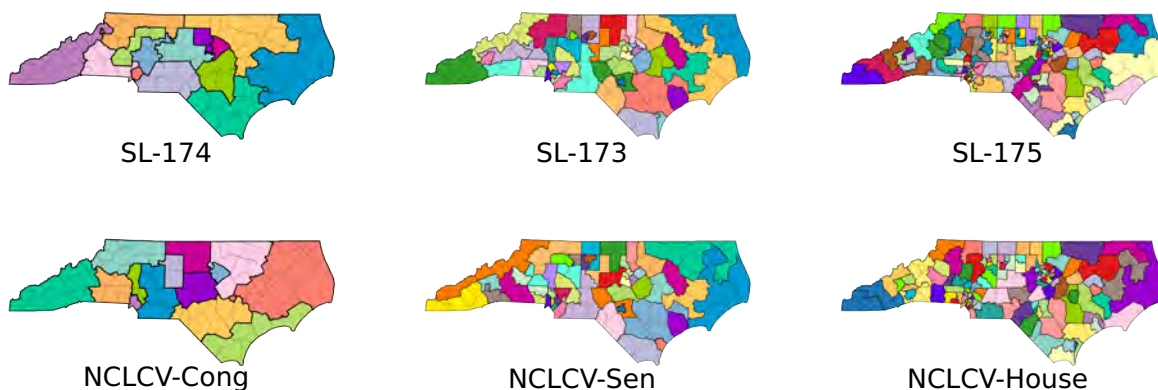 SL-174
SL-173
SL-175
NCLCV-Cong
NCLCV-Sen
NCLCV-House